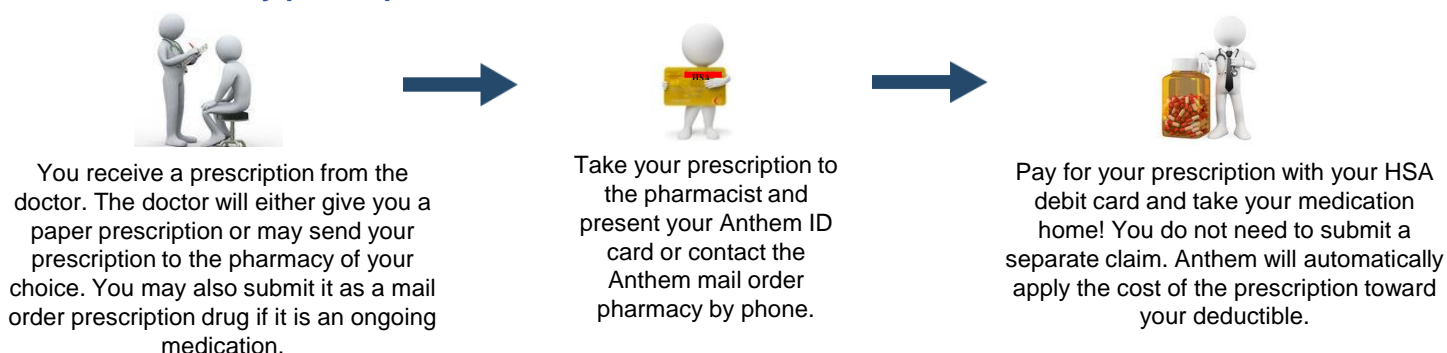 HSA
You receive a prescription from the
doctor. The doctor will either give you a
paper prescription or may send your
prescription to the pharmacy of your
choice. You may also submit it as a mail
order prescription drug if it is an ongoing
medication.
Take your prescription to
the pharmacist and
present your Anthem ID
card or contact the
Anthem mail order
pharmacy by phone.
Pay for your prescription with your HSA
debit card and take your medication
home! You do not need to submit a
separate claim. Anthem will automatically
apply the cost of the prescription toward
your deductible.